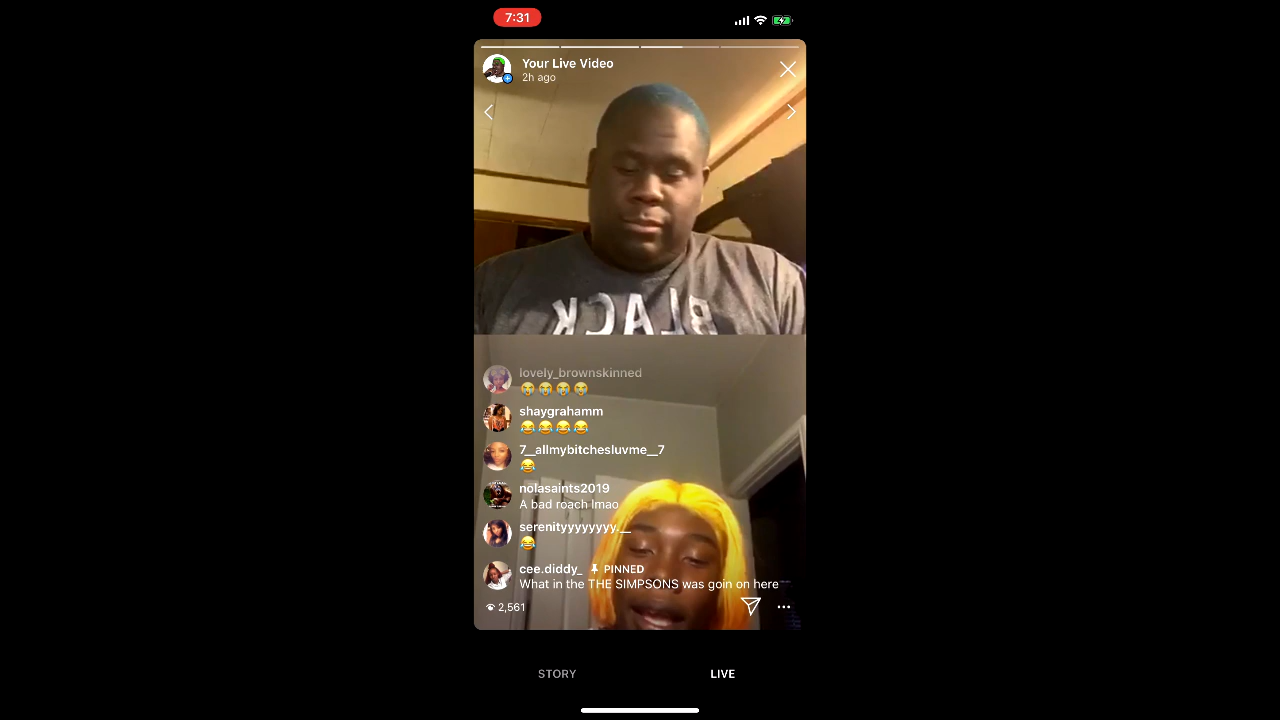 7:31
Your Live Video
2h ago
BLACK
lovely_brownskinned
😭😭😭😭
shaygrahamm
😂😂😂😂
7__allmybitchesluvme__7
😂
nolasaints2019
A bad roach lmao
serenityyyyyyyy.__
😂
cee.diddy_ PINNED
What in the THE SIMPSONS was goin on here
2,561
STORY LIVE